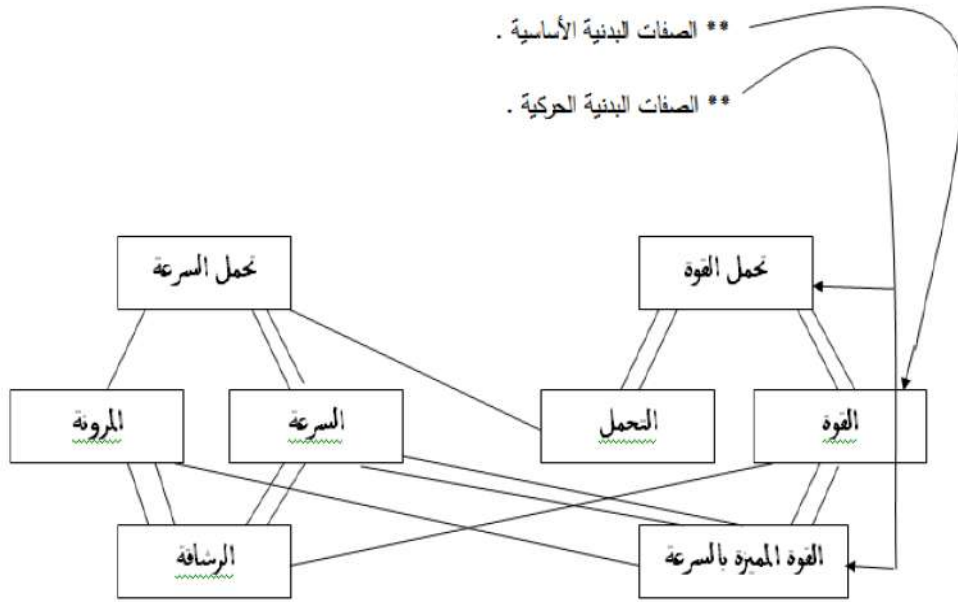 ** الصفات البدنية الأساسية .
** الصفات البدنية الحركية .
تحمل القوة
تحمل السرعة
القوة
التحمل
السرعة
المرونة
القوة المميزة بالسرعة
الرشاقة